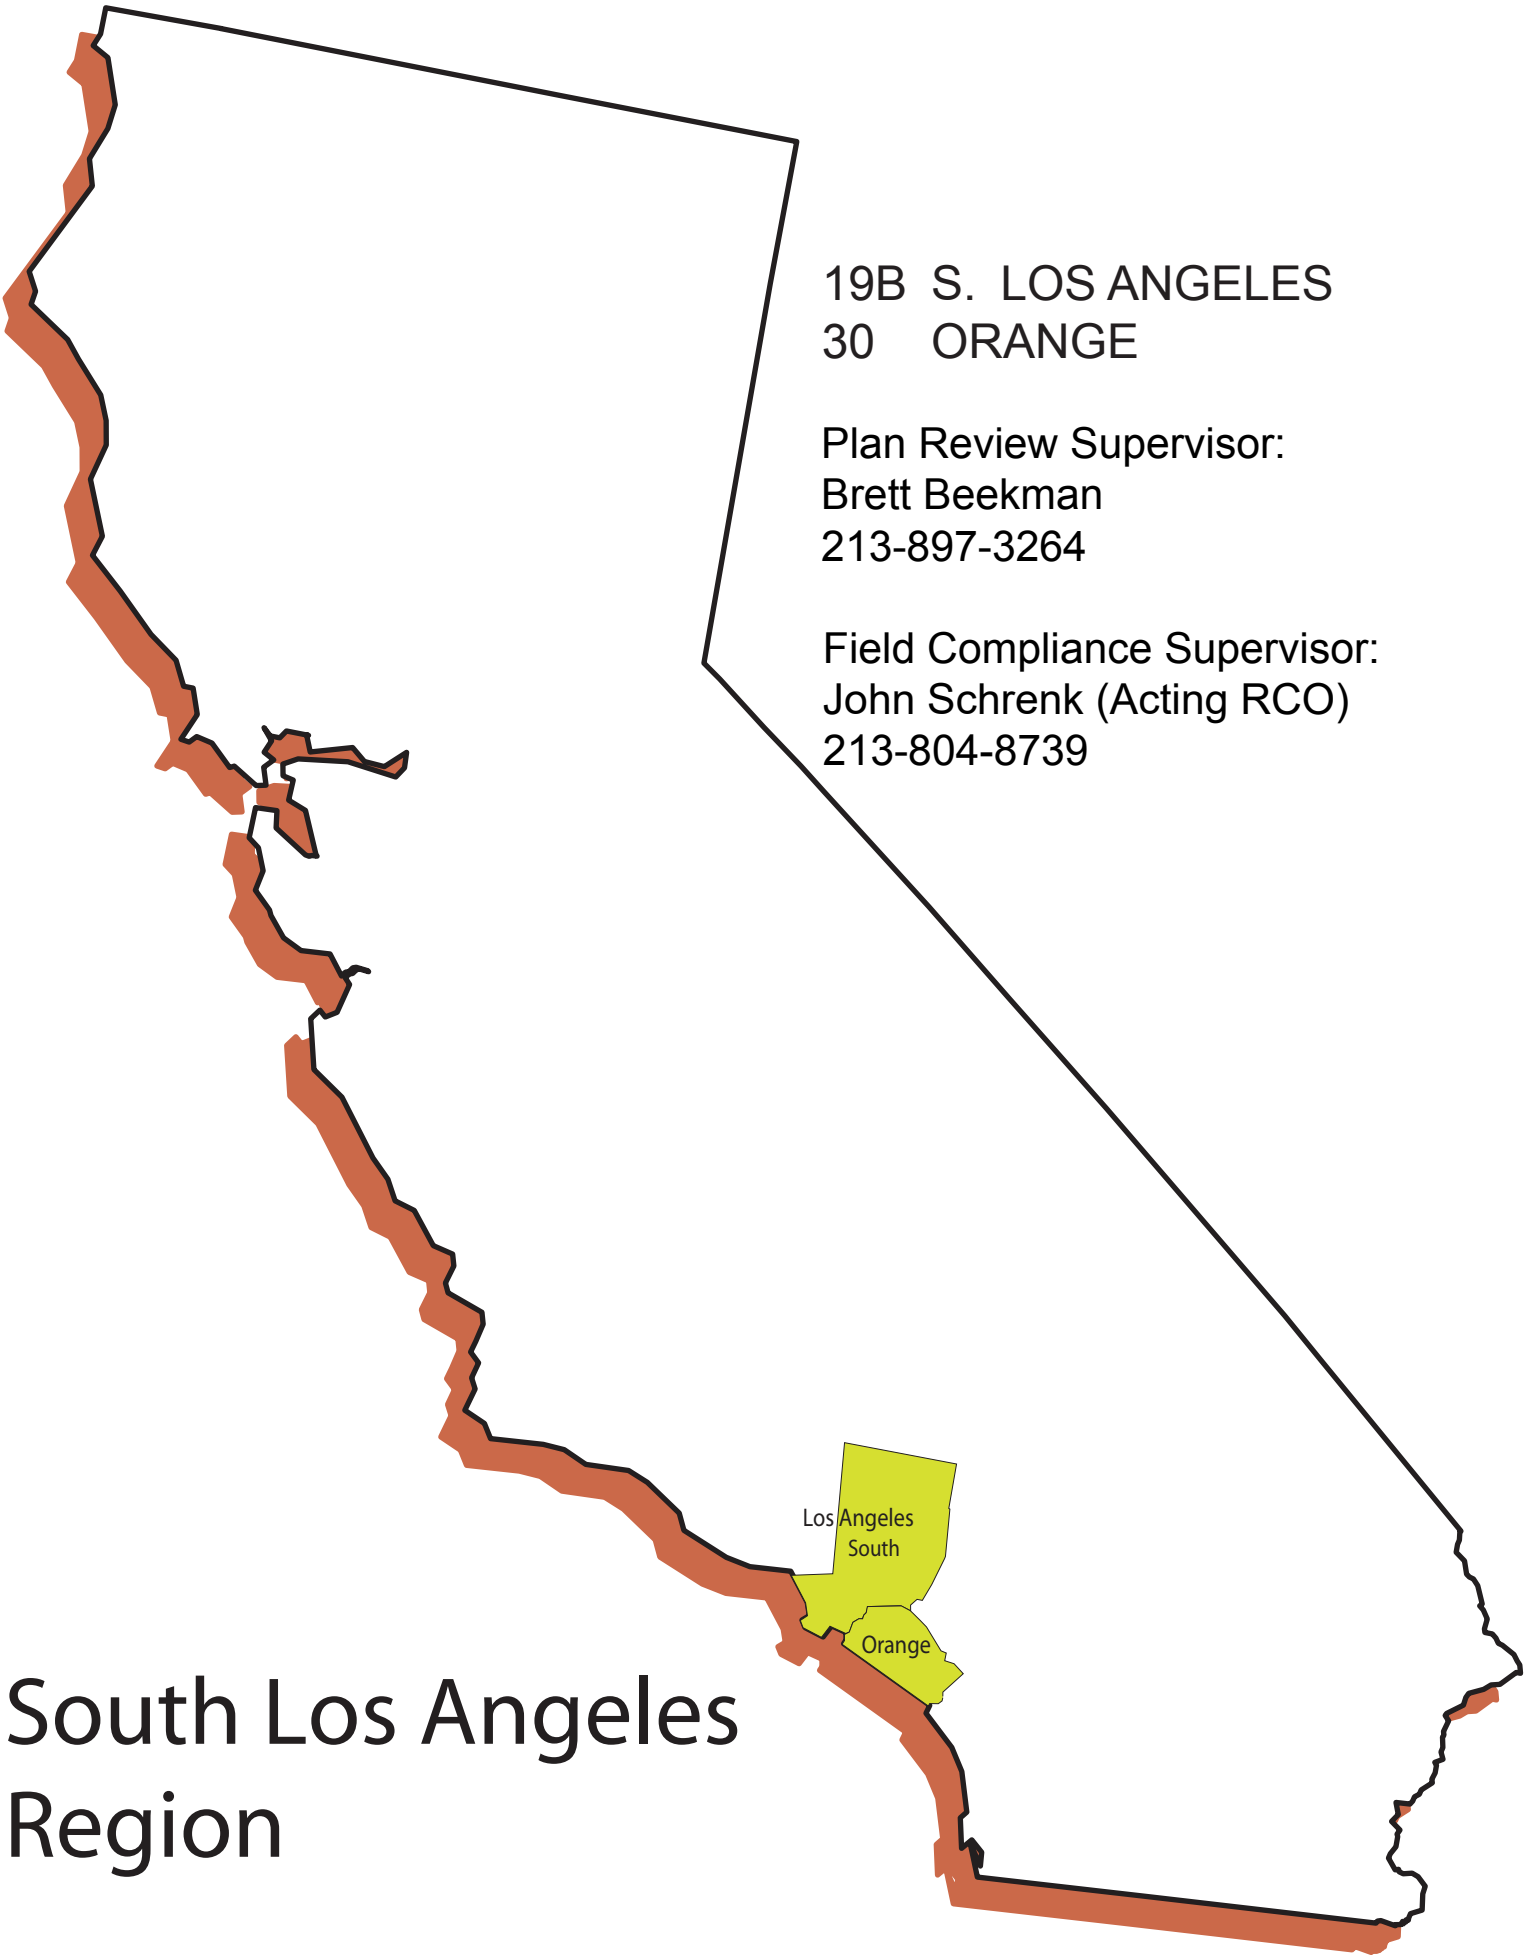 19B S. LOS ANGELES
30 ORANGE
Plan Review Supervisor:
Brett Beekman
213-897-3264
Field Compliance Supervisor:
John Schrenk (Acting RCO)
213-804-8739
Los Angeles
South
Orange
South Los Angeles
Region